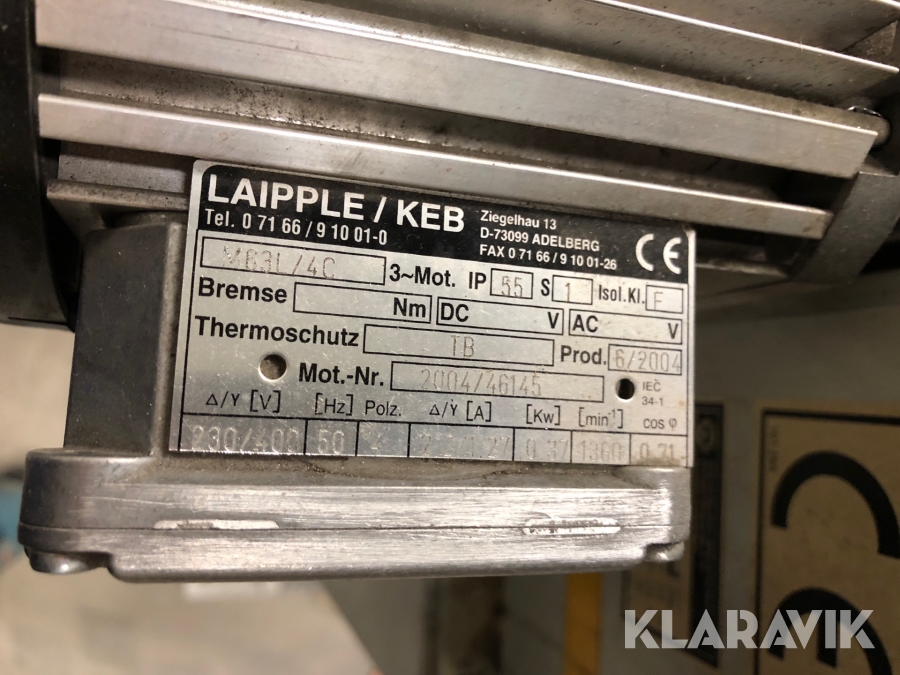 LAIPPLE / KEB
Ziegelhau 13
D-73099 ADELBERG
Tel. 0 71 66 / 9 10 01-0
FAX 0 71 66 / 9 10 01-26
CE
M63L/4C 3~Mot. IP 55 S 1 Isol.Kl. F
Bremse Nm DC V AC V
Thermoschutz TB Prod. 6/2004
Mot.-Nr. 2004/46145
IEC
34-1
Δ/Y [V] [Hz] Polz. Δ/Y [A] [Kw] [min⁻¹] cos φ
230/400 50 4 0.37 1360 0.71
KLARAVIK